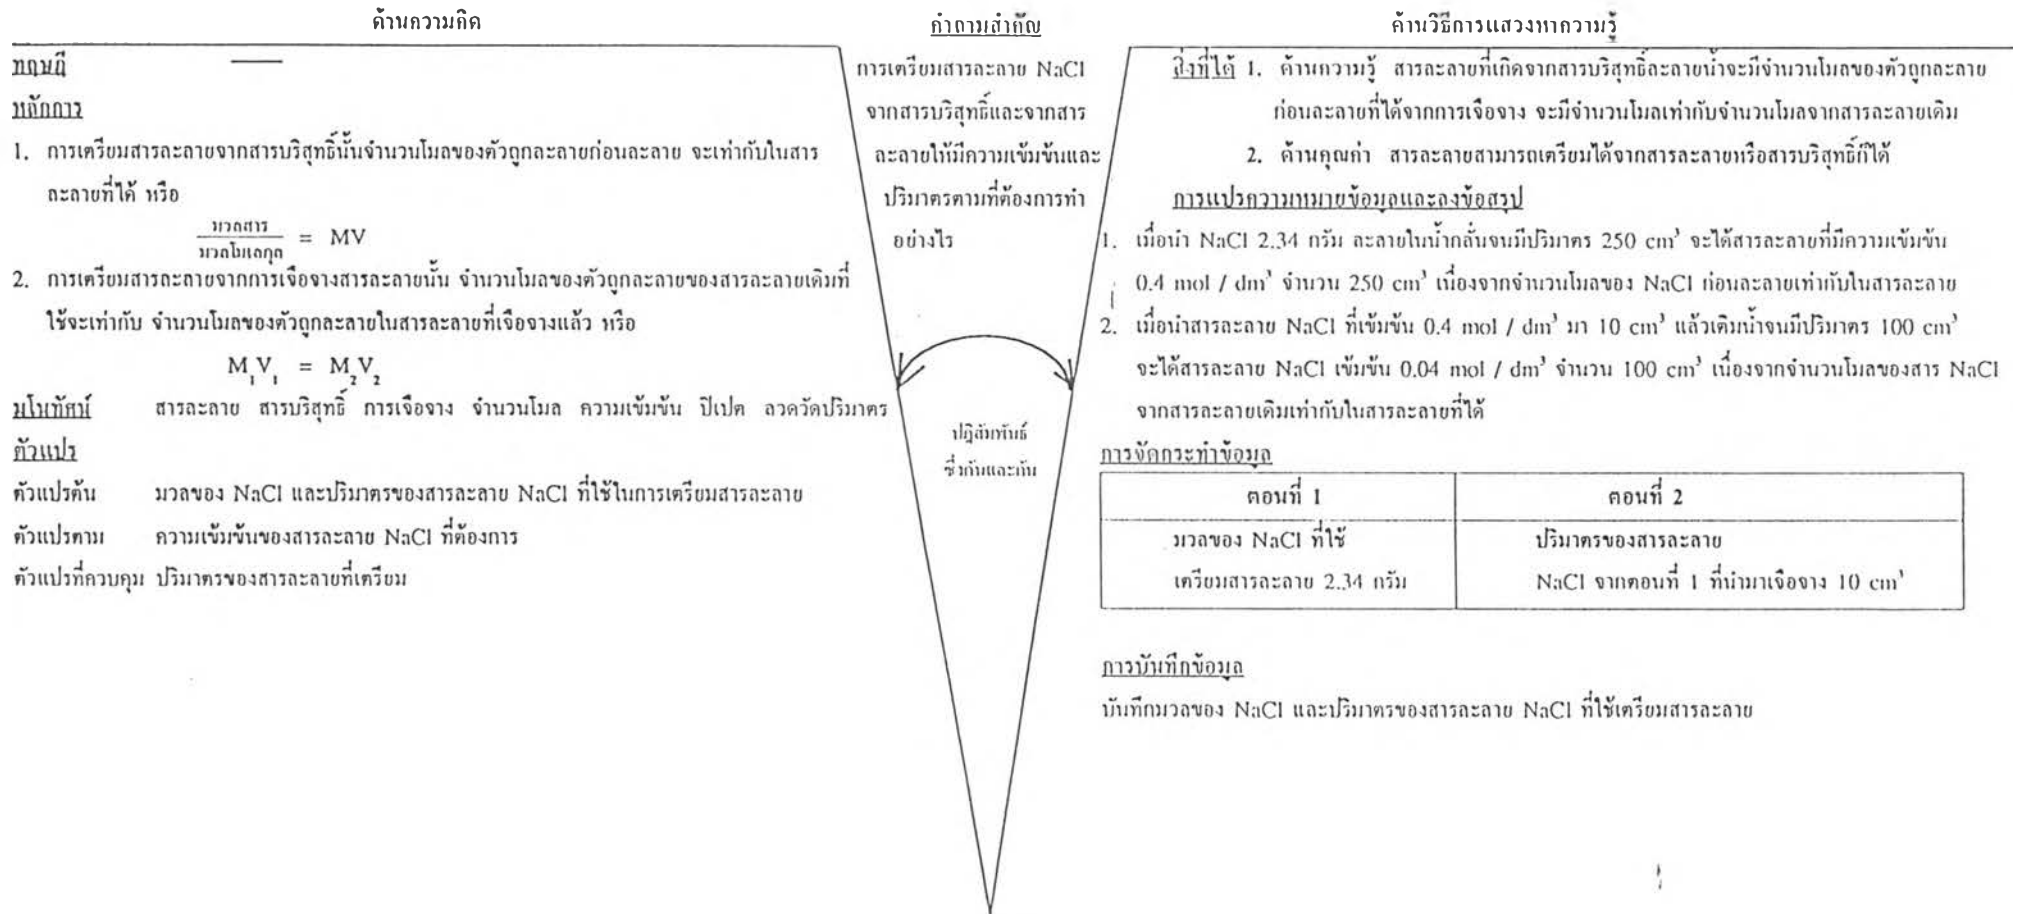 ด้านความคิด
ทฤษฎี ——
หลักการ
1. การเตรียมสารละลายจากสารบริสุทธิ์นั้นจำนวนโมลของตัวถูกละลายก่อนละลาย จะเท่ากับในสาร
ละลายที่ได้ หรือ
มวลสาร
มวลโมเลกุล = MV
2. การเตรียมสารละลายจากการเจือจางสารละลายนั้น จำนวนโมลของตัวถูกละลายของสารละลายเดิมที่
ใช้จะเท่ากับ จำนวนโมลของตัวถูกละลายในสารละลายที่เจือจางแล้ว หรือ
M₁V₁ = M₂V₂
มโนทัศน์ สารละลาย สารบริสุทธิ์ การเจือจาง จำนวนโมล ความเข้มข้น ปิเปต ลวดวัดปริมาตร
ตัวแปร
ตัวแปรต้น มวลของ NaCl และปริมาตรของสารละลาย NaCl ที่ใช้ในการเตรียมสารละลาย
ตัวแปรตาม ความเข้มข้นของสารละลาย NaCl ที่ต้องการ
ตัวแปรที่ควบคุม ปริมาตรของสารละลายที่เตรียม
คำถามสำคัญ
การเตรียมสารละลาย NaCl
จากสารบริสุทธิ์และจากสาร
ละลายให้มีความเข้มข้นและ
ปริมาตรตามที่ต้องการทำ
อย่างไร
ปฏิสัมพันธ์
ซึ่งกันและกัน
ด้านวิธีการแสวงหาความรู้
สิ่งที่ได้ 1. ด้านความรู้ สารละลายที่เกิดจากสารบริสุทธิ์ละลายน้ำจะมีจำนวนโมลของตัวถูกละลาย
ก่อนละลายที่ได้จากการเจือจาง จะมีจำนวนโมลเท่ากับจำนวนโมลจากสารละลายเดิม
2. ด้านคุณค่า สารละลายสามารถเตรียมได้จากสารละลายหรือสารบริสุทธิ์ก็ได้
การแปรความหมายข้อมูลและลงข้อสรุป
1. เมื่อนำ NaCl 2.34 กรัม ละลายในน้ำกลั่นจนมีปริมาตร 250 cm³ จะได้สารละลายที่มีความเข้มข้น
0.4 mol / dm³ จำนวน 250 cm³ เนื่องจากจำนวนโมลของ NaCl ก่อนละลายเท่ากับในสารละลาย
2. เมื่อนำสารละลาย NaCl ที่เข้มข้น 0.4 mol / dm³ มา 10 cm³ แล้วเติมน้ำจนมีปริมาตร 100 cm³
จะได้สารละลาย NaCl เข้มข้น 0.04 mol / dm³ จำนวน 100 cm³ เนื่องจากจำนวนโมลของสาร NaCl
จากสารละลายเดิมเท่ากับในสารละลายที่ได้
การจัดกระทำข้อมูล
ตอนที่ 1 ตอนที่ 2
มวลของ NaCl ที่ใช้ ปริมาตรของสารละลาย
เตรียมสารละลาย 2.34 กรัม NaCl จากตอนที่ 1 ที่นำมาเจือจาง 10 cm³
การบันทึกข้อมูล
บันทึกมวลของ NaCl และปริมาตรของสารละลาย NaCl ที่ใช้เตรียมสารละลาย